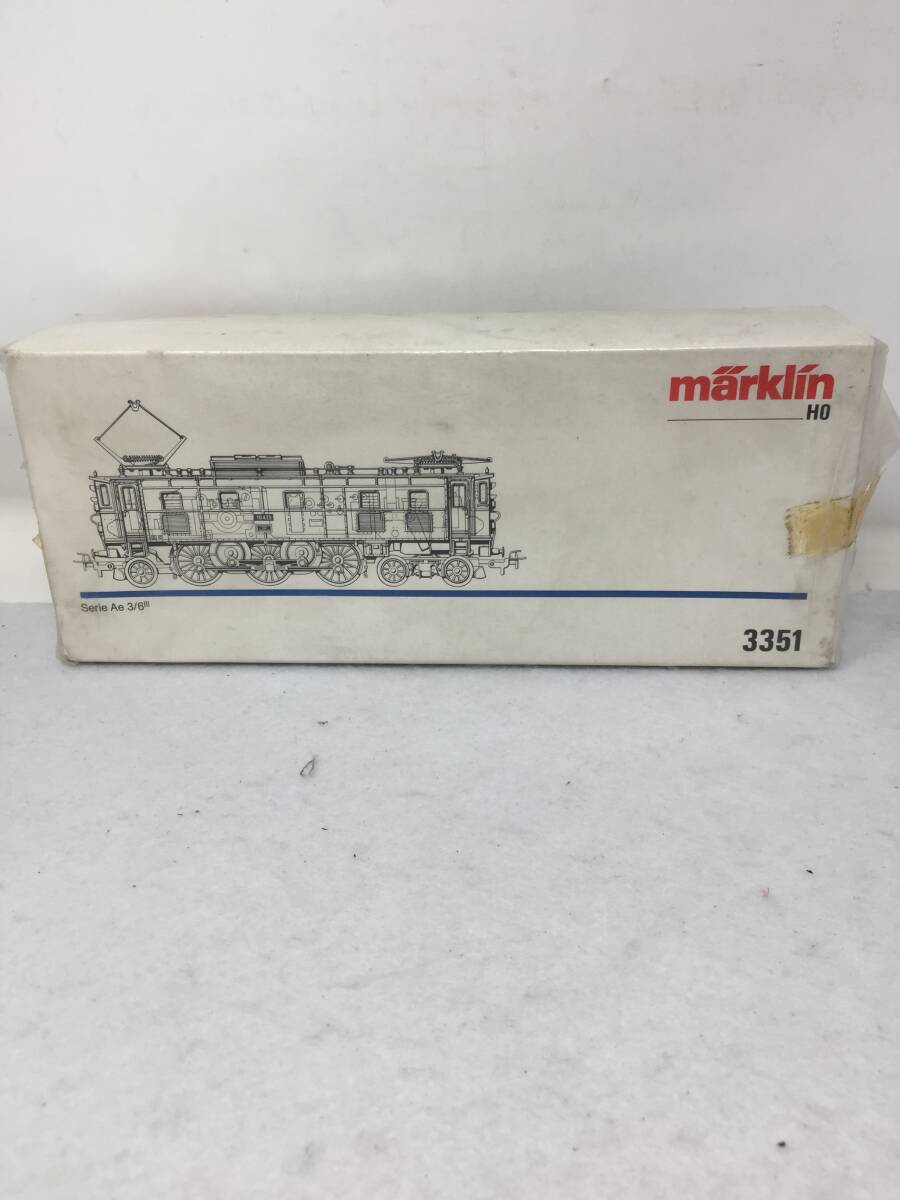 märklin
HO
Serie Ae 3/6ᴵᴵᴵ
3351